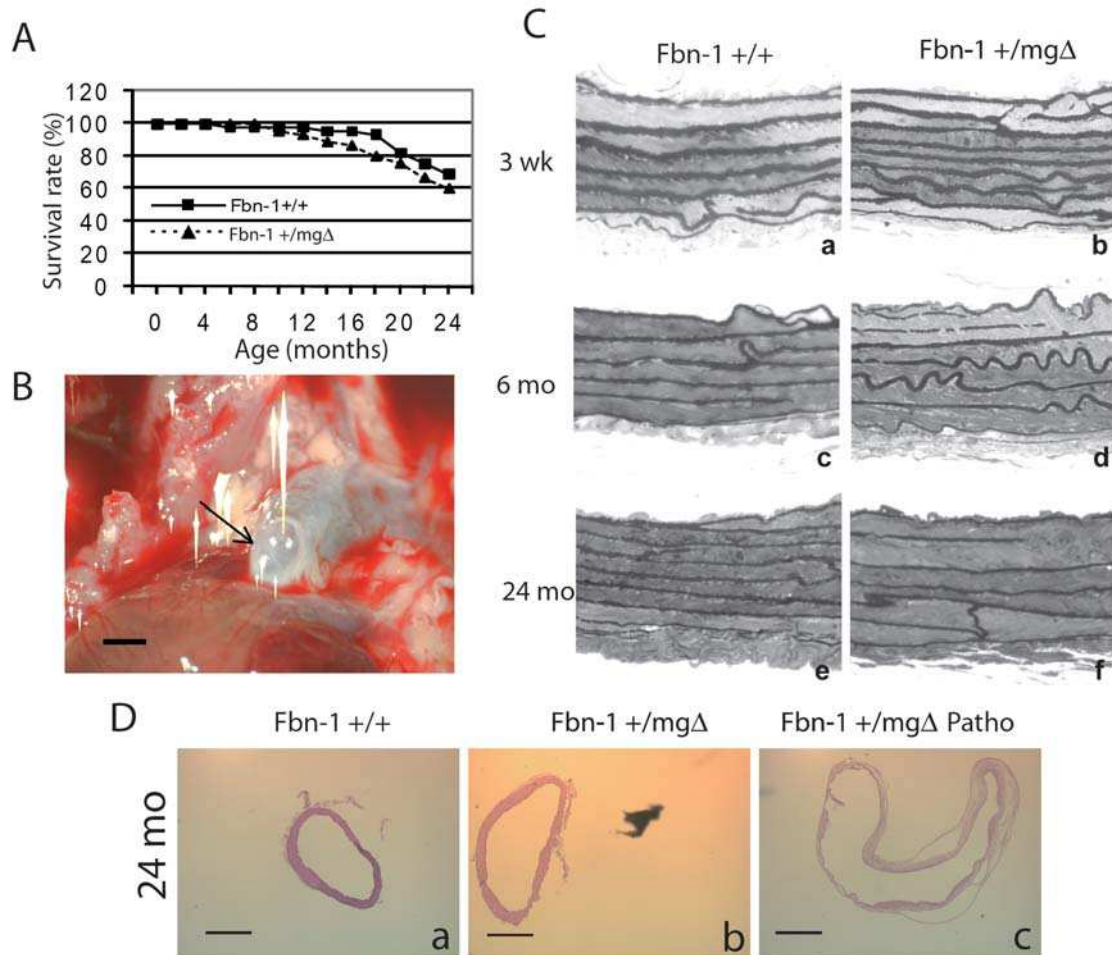 A
Survival rate (%)
120
100
80
60
40
20
0
Fbn-1+/+
Fbn-1 +/mgΔ
0 4 8 12 16 20 24
Age (months)
B
C
Fbn-1 +/+ Fbn-1 +/mgΔ
3 wk
a b
6 mo
c d
24 mo
e f
D
Fbn-1 +/+ Fbn-1 +/mgΔ Fbn-1 +/mgΔ Patho
24 mo
a b c